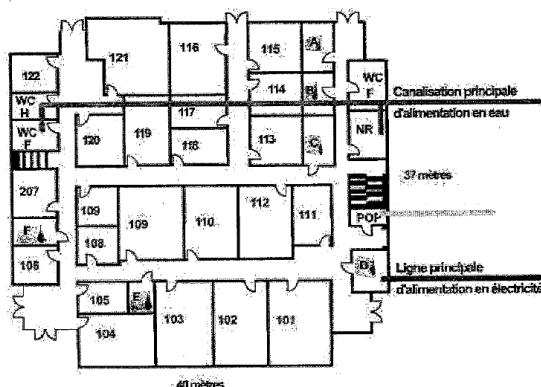 121
116
115
A
122
WC
F
WC
H
114
B
Canalisation principale
d'alimentation en eau
117
WC
F
120
119
118
113
C
NR
37 mètres
207
109
109
110
112
111
POP
F
108
106
D
Ligne principale
d'alimentation en électricité
105
E
104
103
102
101
40 mètres